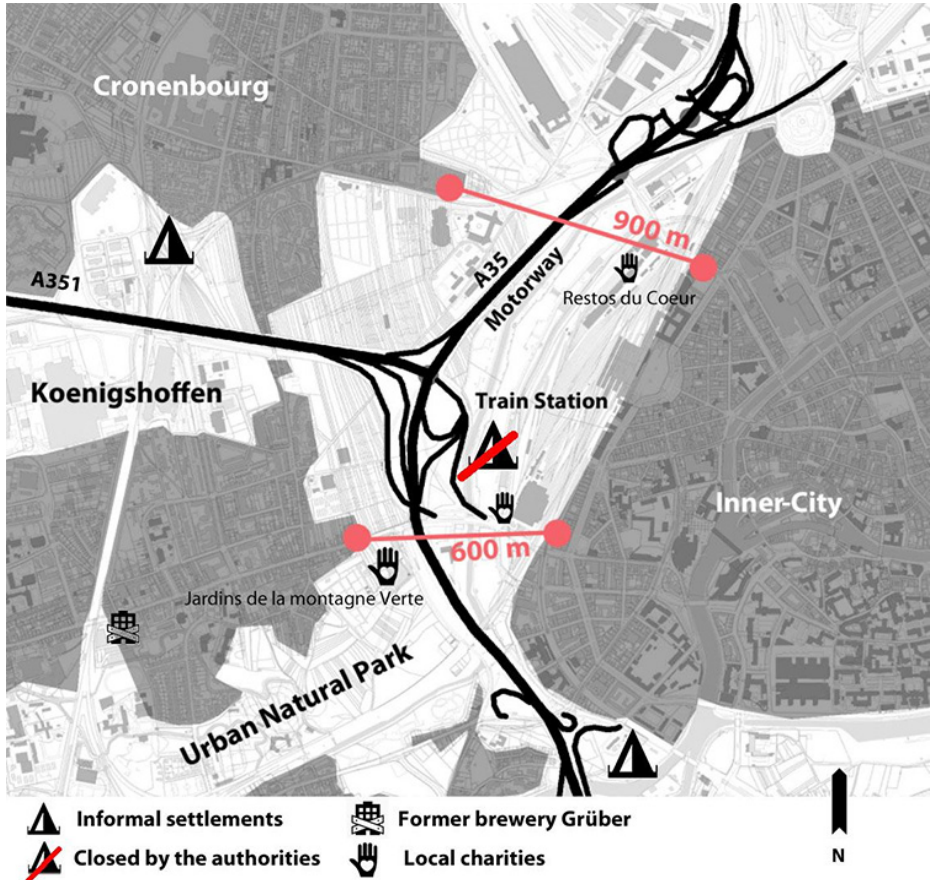 Cronenbourg
900 m
A35
Motorway
A351
Restos du Coeur
Koenigshoffen
Train Station
Inner-City
600 m
Jardins de la montagne Verte
Urban Natural Park
Informal settlements
Former brewery Grüber
Closed by the authorities
Local charities
N